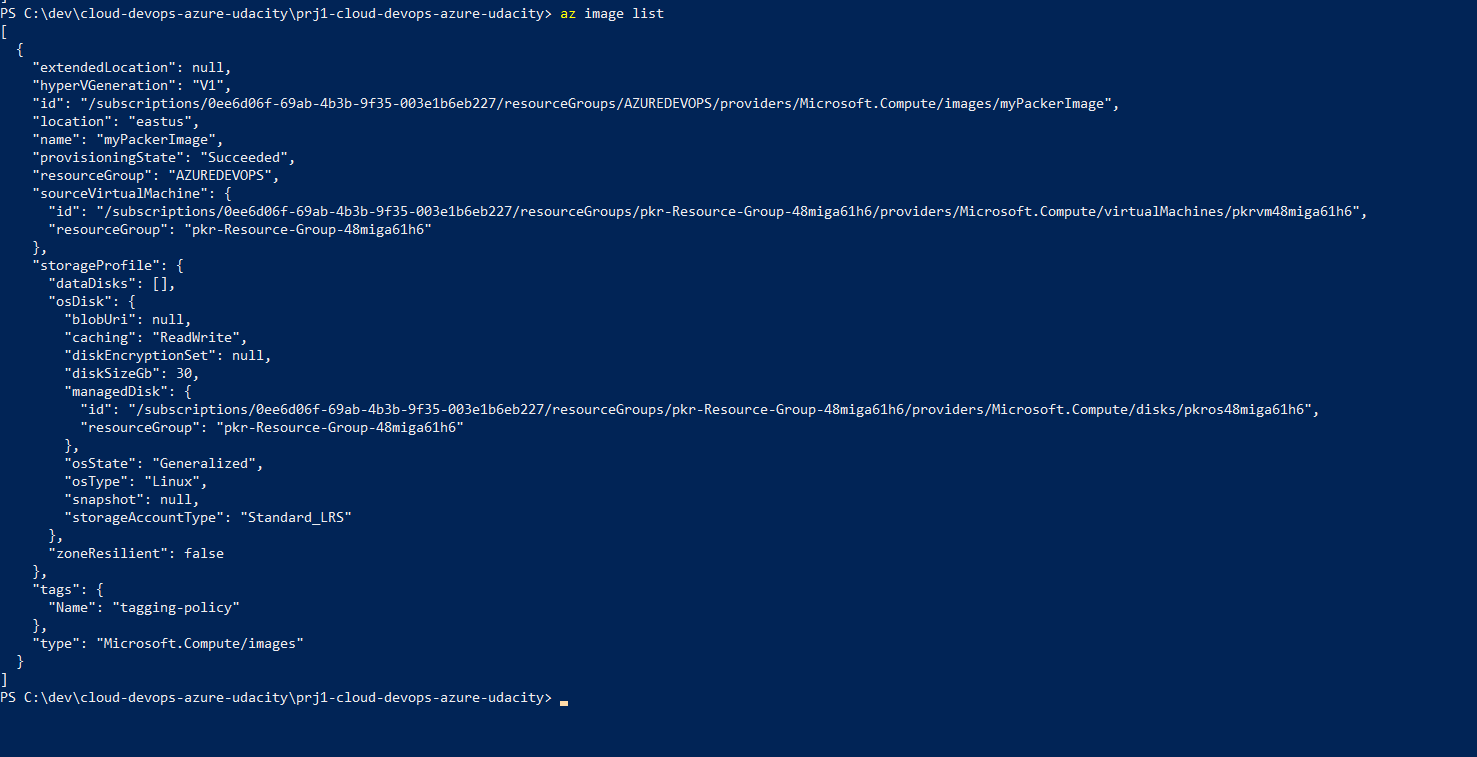 PS C:\dev\cloud-devops-azure-udacity\prj1-cloud-devops-azure-udacity> az image list
[
  {
    "extendedLocation": null,
    "hyperVGeneration": "V1",
    "id": "/subscriptions/0ee6d06f-69ab-4b3b-9f35-003e1b6eb227/resourceGroups/AZUREDEVOPS/providers/Microsoft.Compute/images/myPackerImage",
    "location": "eastus",
    "name": "myPackerImage",
    "provisioningState": "Succeeded",
    "resourceGroup": "AZUREDEVOPS",
    "sourceVirtualMachine": {
      "id": "/subscriptions/0ee6d06f-69ab-4b3b-9f35-003e1b6eb227/resourceGroups/pkr-Resource-Group-48miga61h6/providers/Microsoft.Compute/virtualMachines/pkrvm48miga61h6",
      "resourceGroup": "pkr-Resource-Group-48miga61h6"
    },
    "storageProfile": {
      "dataDisks": [],
      "osDisk": {
        "blobUri": null,
        "caching": "ReadWrite",
        "diskEncryptionSet": null,
        "diskSizeGb": 30,
        "managedDisk": {
          "id": "/subscriptions/0ee6d06f-69ab-4b3b-9f35-003e1b6eb227/resourceGroups/pkr-Resource-Group-48miga61h6/providers/Microsoft.Compute/disks/pkros48miga61h6",
          "resourceGroup": "pkr-Resource-Group-48miga61h6"
        },
        "osState": "Generalized",
        "osType": "Linux",
        "snapshot": null,
        "storageAccountType": "Standard_LRS"
      },
      "zoneResilient": false
    },
    "tags": {
      "Name": "tagging-policy"
    },
    "type": "Microsoft.Compute/images"
  }
]
PS C:\dev\cloud-devops-azure-udacity\prj1-cloud-devops-azure-udacity>